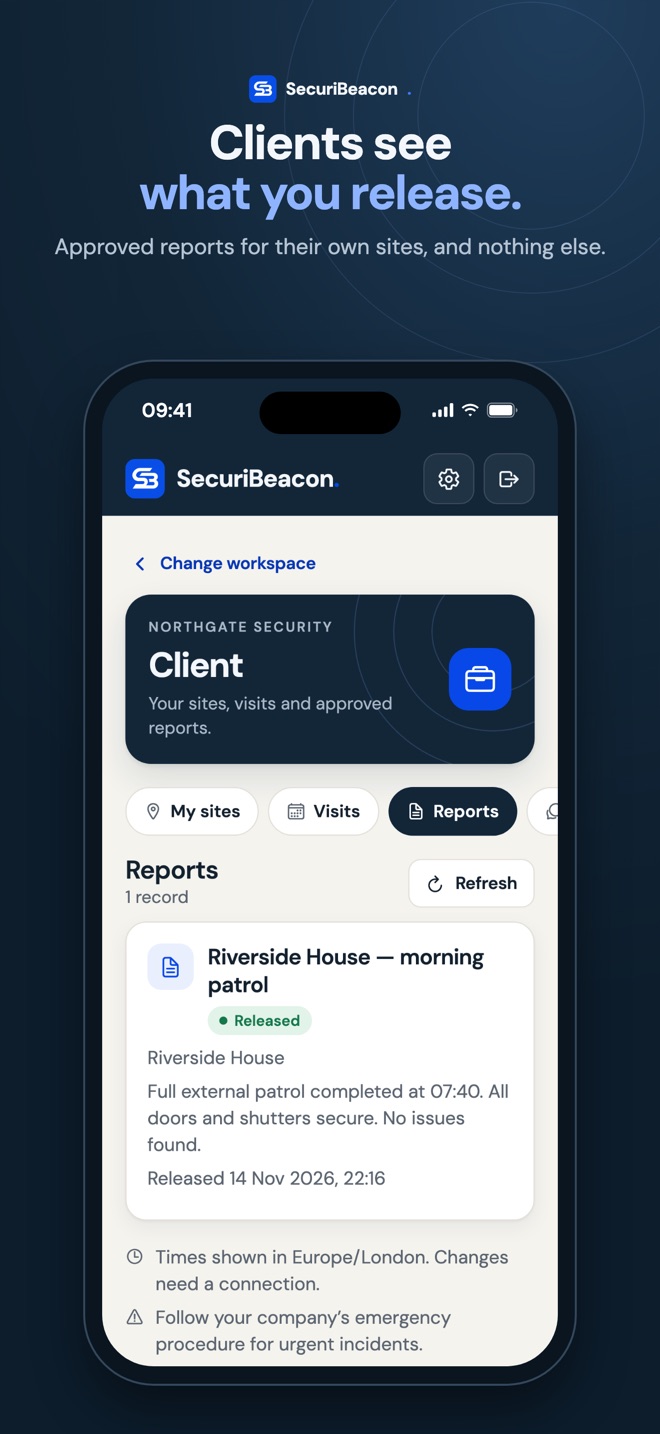 SecuriBeacon .
Clients see
what you release.
Approved reports for their own sites, and nothing else.
09:41
SecuriBeacon.
Change workspace
NORTHGATE SECURITY
Client
Your sites, visits and approved
reports.
My sites
Visits
Reports
Reports
1 record
Refresh
Riverside House — morning
patrol
Released
Riverside House
Full external patrol completed at 07:40. All
doors and shutters secure. No issues
found.
Released 14 Nov 2026, 22:16
Times shown in Europe/London. Changes
need a connection.
Follow your company’s emergency
procedure for urgent incidents.